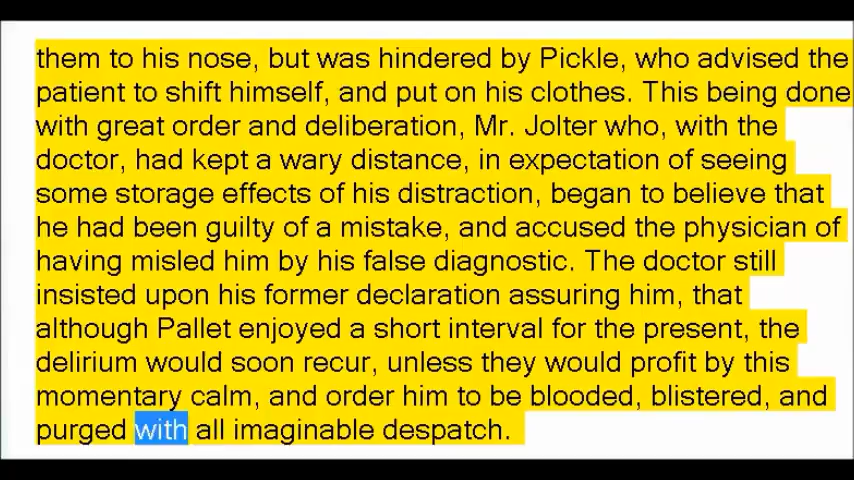 them to his nose, but was hindered by Pickle, who advised the
patient to shift himself, and put on his clothes. This being done
with great order and deliberation, Mr. Jolter who, with the
doctor, had kept a wary distance, in expectation of seeing
some storage effects of his distraction, began to believe that
he had been guilty of a mistake, and accused the physician of
having misled him by his false diagnostic. The doctor still
insisted upon his former declaration assuring him, that
although Pallet enjoyed a short interval for the present, the
delirium would soon recur, unless they would profit by this
momentary calm, and order him to be blooded, blistered, and
purged with all imaginable despatch.